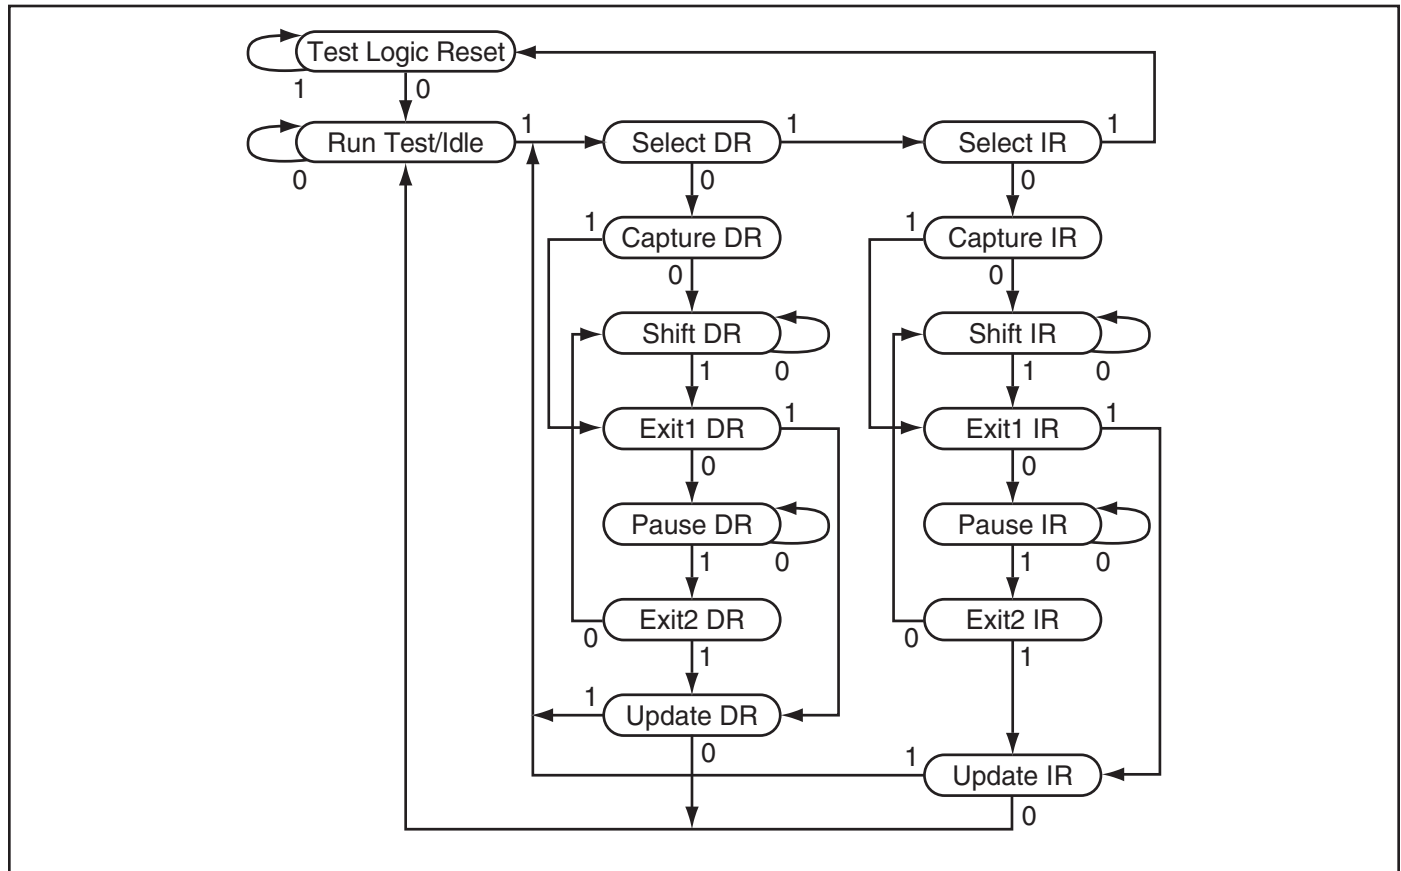 Test Logic Reset
1 0
Run Test/Idle 1 Select DR 1 Select IR 1
0 0 0
1 Capture DR 1 Capture IR
0 0
Shift DR Shift IR
1 0 1 0
Exit1 DR 1 Exit1 IR 1
0 0
Pause DR Pause IR
1 0 1 0
Exit2 DR Exit2 IR
0 1 0 1
1 Update DR
0 1 Update IR
0